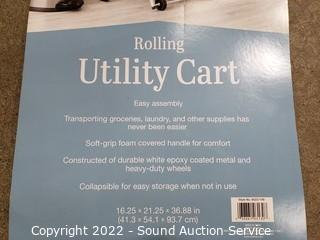 Rolling
Utility Cart
Easy assembly
Transporting groceries, laundry, and other supplies has
never been easier
Soft-grip foam covered handle for comfort
Constructed of durable white epoxy coated metal and
heavy-duty wheels
Collapsible for easy storage when not in use
16.25 x 21.25 x 36.88 in
(41.3 x 54.1 x 93.7 cm)
Copyright 2022 - Sound Auction Service